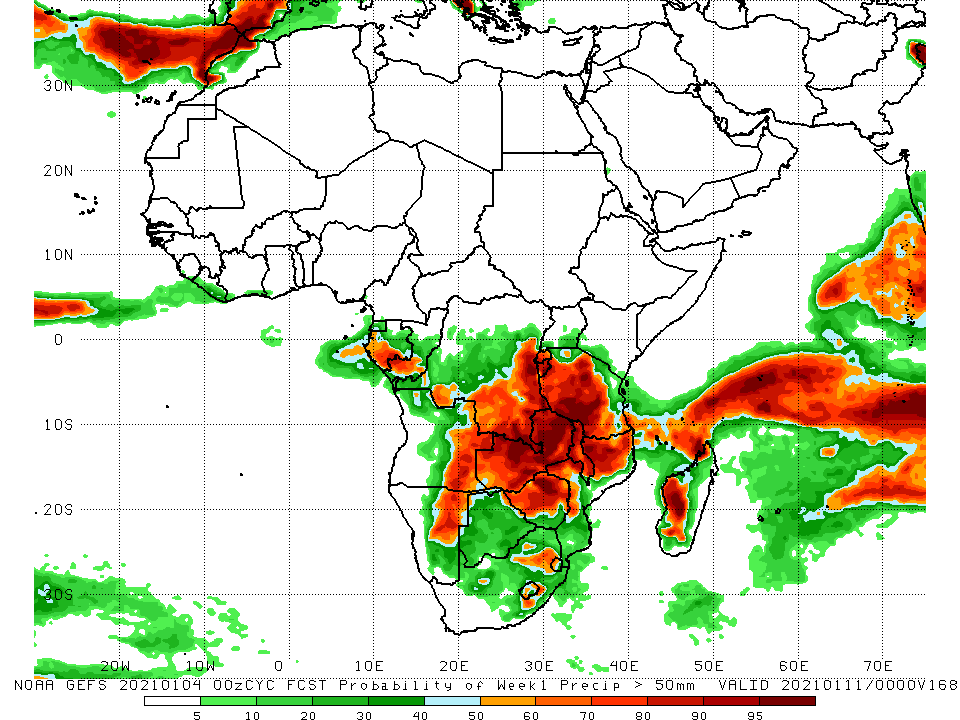 30N
20N
10N
0
10S
20S
30S
20W 10W 0 10E 20E 30E 40E 50E 60E 70E
NOAA GEFS 20210104 00zCYC FCST Probability of Week1 Precip > 50mm VALID 20210111/0000V168
5 10 20 30 40 50 60 70 80 90 95